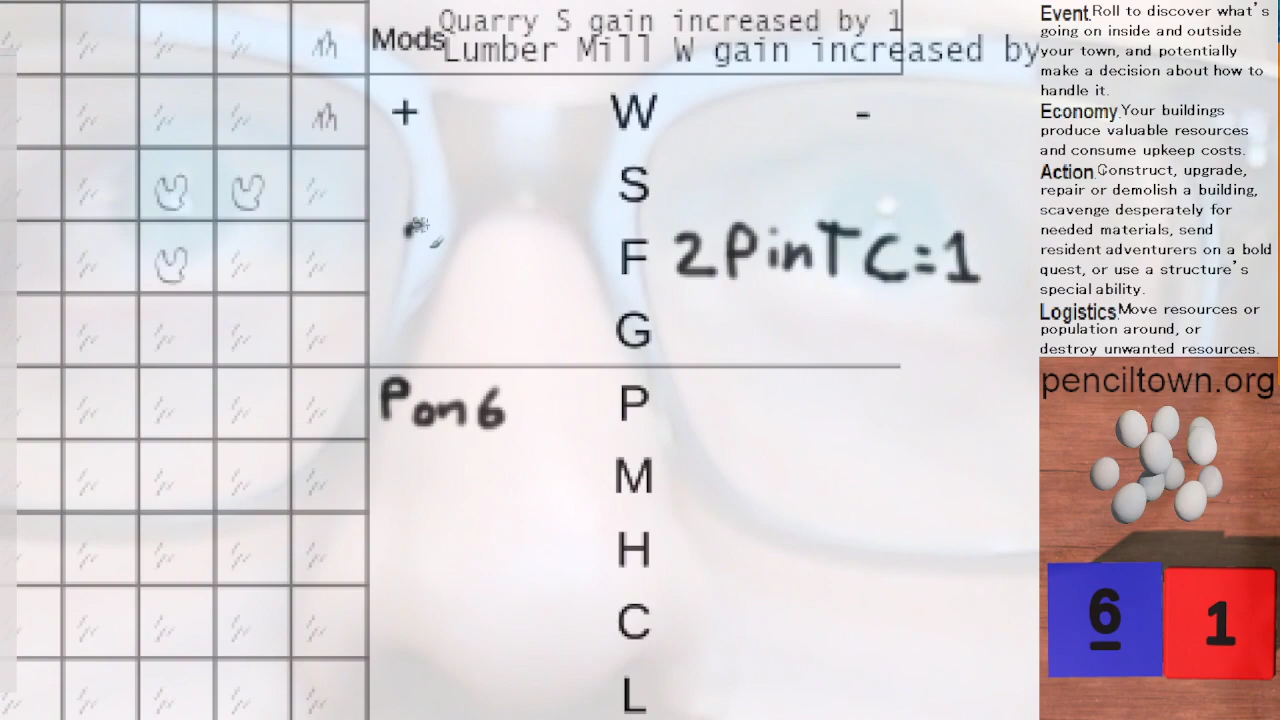 Mods Quarry S gain increased by 1
Lumber Mill W gain increased by
+ W -
S
F 2PinTC=1
G
Pon6 P
M
H
C
L
Event. Roll to discover what's
going on inside and outside
your town, and potentially
make a decision about how to
handle it.
Economy. Your buildings
produce valuable resources
and consume upkeep costs.
Action. Construct, upgrade,
repair or demolish a building,
scavenge desperately for
needed materials, send
resident adventurers on a bold
quest, or use a structure's
special ability.
Logistics. Move resources or
population around, or
destroy unwanted resources.
penciltown.org
6 1